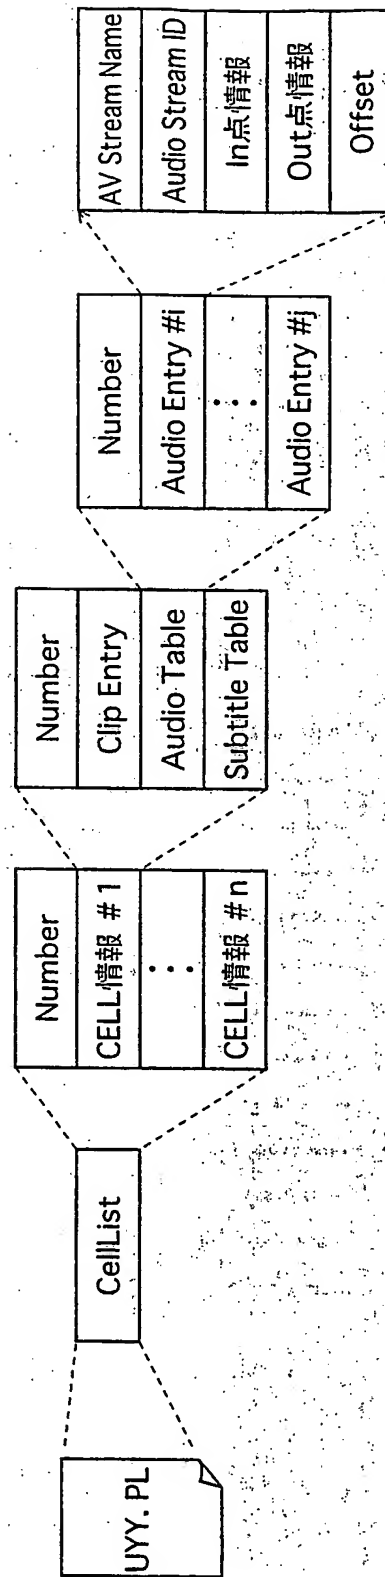 UYY. PL
CellList
Number
CELL情報 #1
⋮
CELL情報 #n
Number
Clip Entry
Audio Table
Subtitle Table
Number
Audio Entry #i
⋮
Audio Entry #j
AV Stream Name
Audio Stream ID
In点情報
Out点情報
Offset